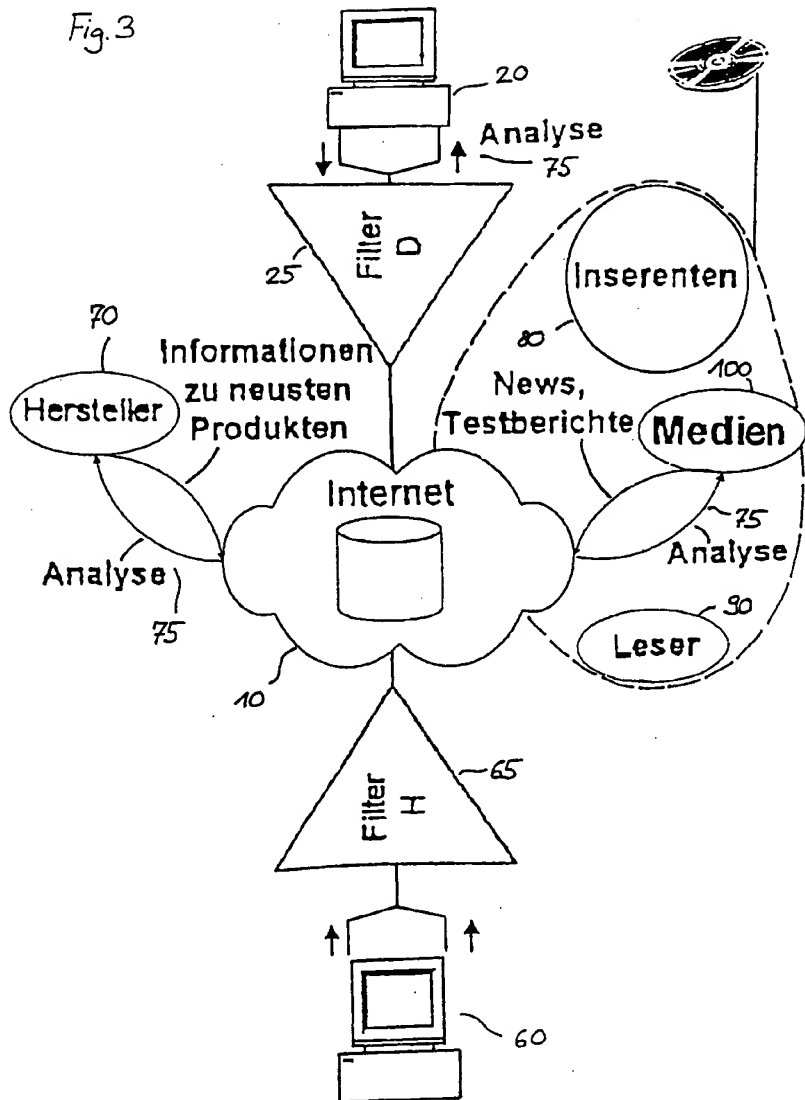 Fig. 3
20
Analyse
75
Filter
D
25
Inserenten
80
70
Hersteller
Informationen
zu neusten
Produkten
News,
Testberichte
100
Medien
Internet
75
Analyse
Analyse
75
90
Leser
10
65
Filter
H
60